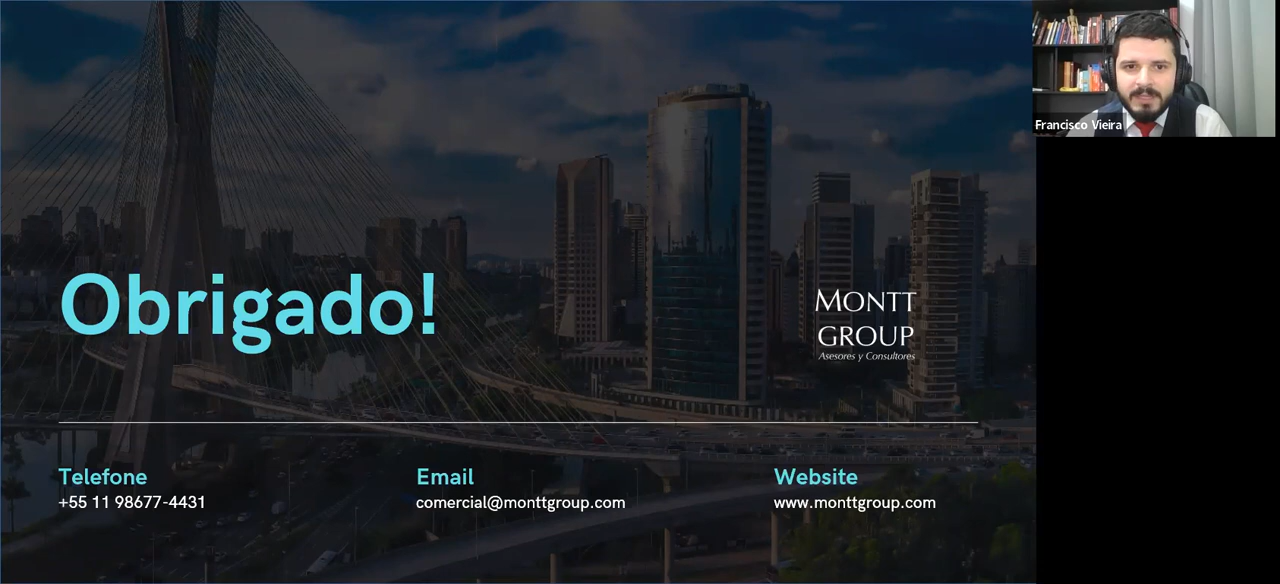 Francisco Vieira
Obrigado!
MONTT
GROUP
Asesores y Consultores
Telefone
+55 11 98677-4431
Email
comercial@monttgroup.com
Website
www.monttgroup.com